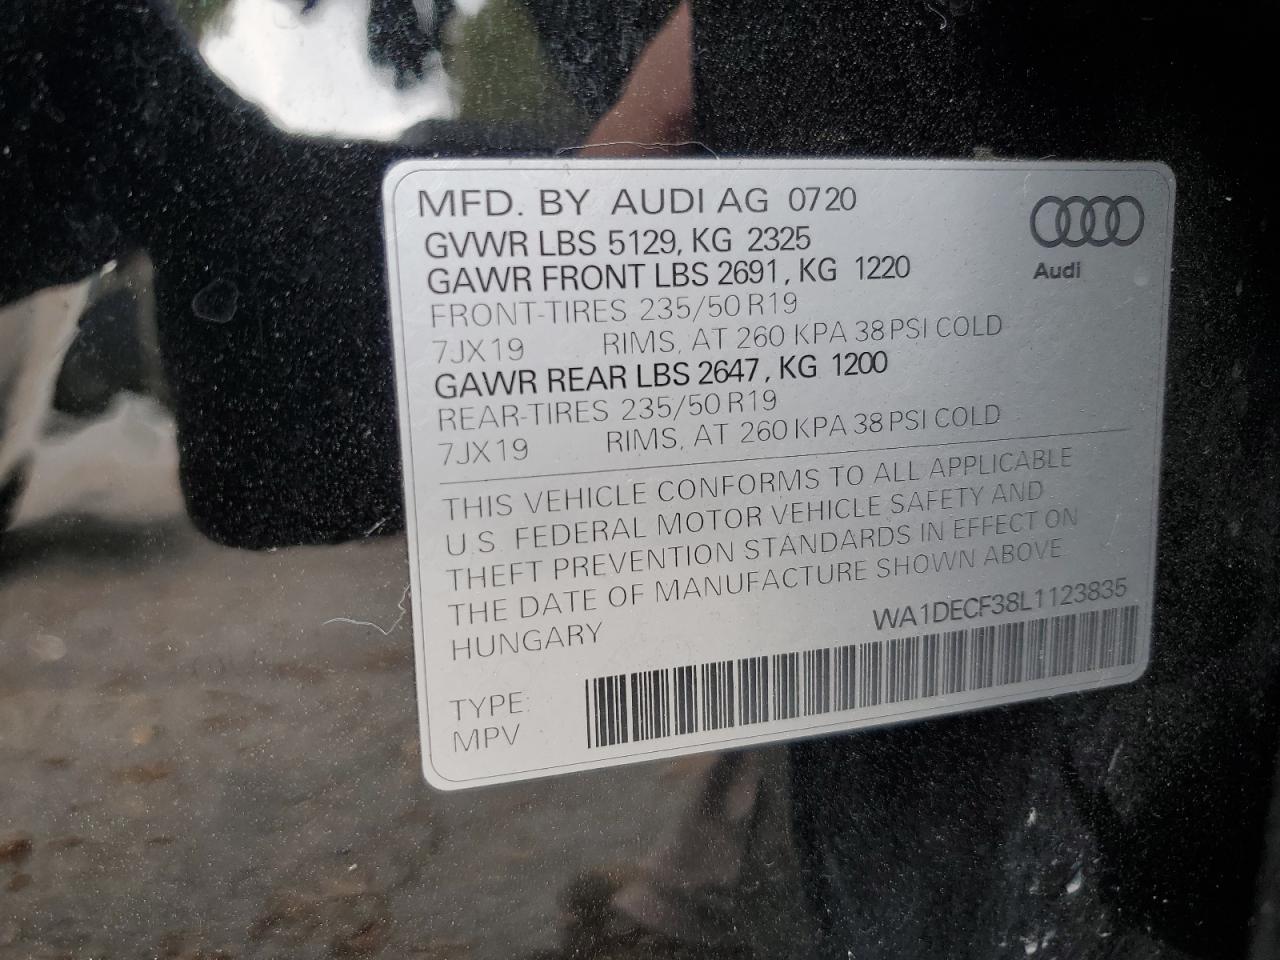 MFD. BY AUDI AG 0720
GVWR LBS 5129, KG 2325
GAWR FRONT LBS 2691, KG 1220
FRONT-TIRES 235/50 R19
7JX19 RIMS, AT 260 KPA 38 PSI COLD
GAWR REAR LBS 2647, KG 1200
REAR-TIRES 235/50 R19
7JX19 RIMS, AT 260 KPA 38 PSI COLD
Audi
THIS VEHICLE CONFORMS TO ALL APPLICABLE
U.S. FEDERAL MOTOR VEHICLE SAFETY AND
THEFT PREVENTION STANDARDS IN EFFECT ON
THE DATE OF MANUFACTURE SHOWN ABOVE.
HUNGARY
WA1DECF38L1123835
TYPE:
MPV